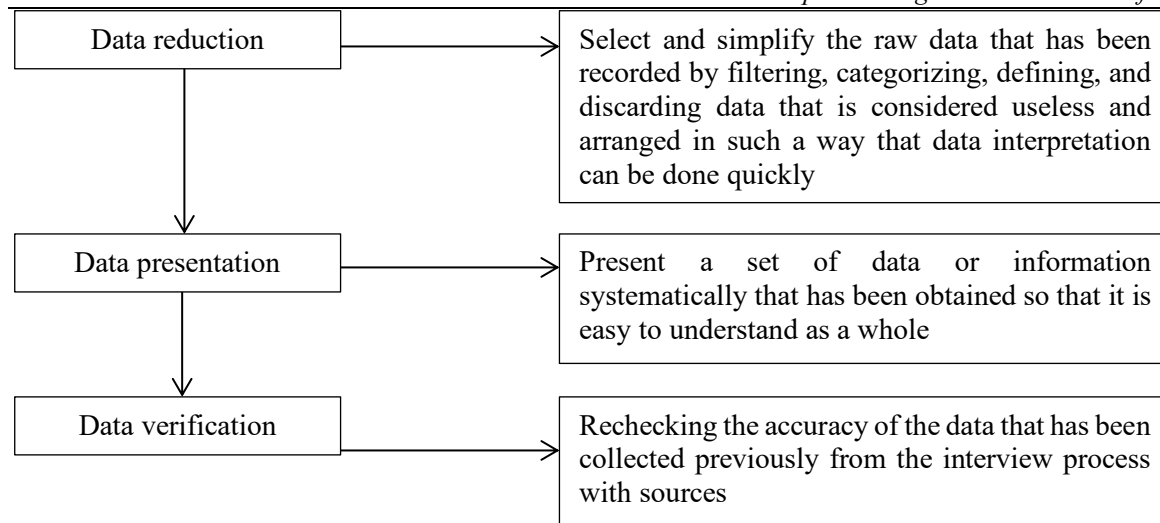 Data reduction
Select and simplify the raw data that has been
recorded by filtering, categorizing, defining, and
discarding data that is considered useless and
arranged in such a way that data interpretation
can be done quickly
Data presentation
Present a set of data or information
systematically that has been obtained so that it is
easy to understand as a whole
Data verification
Rechecking the accuracy of the data that has been
collected previously from the interview process
with sources